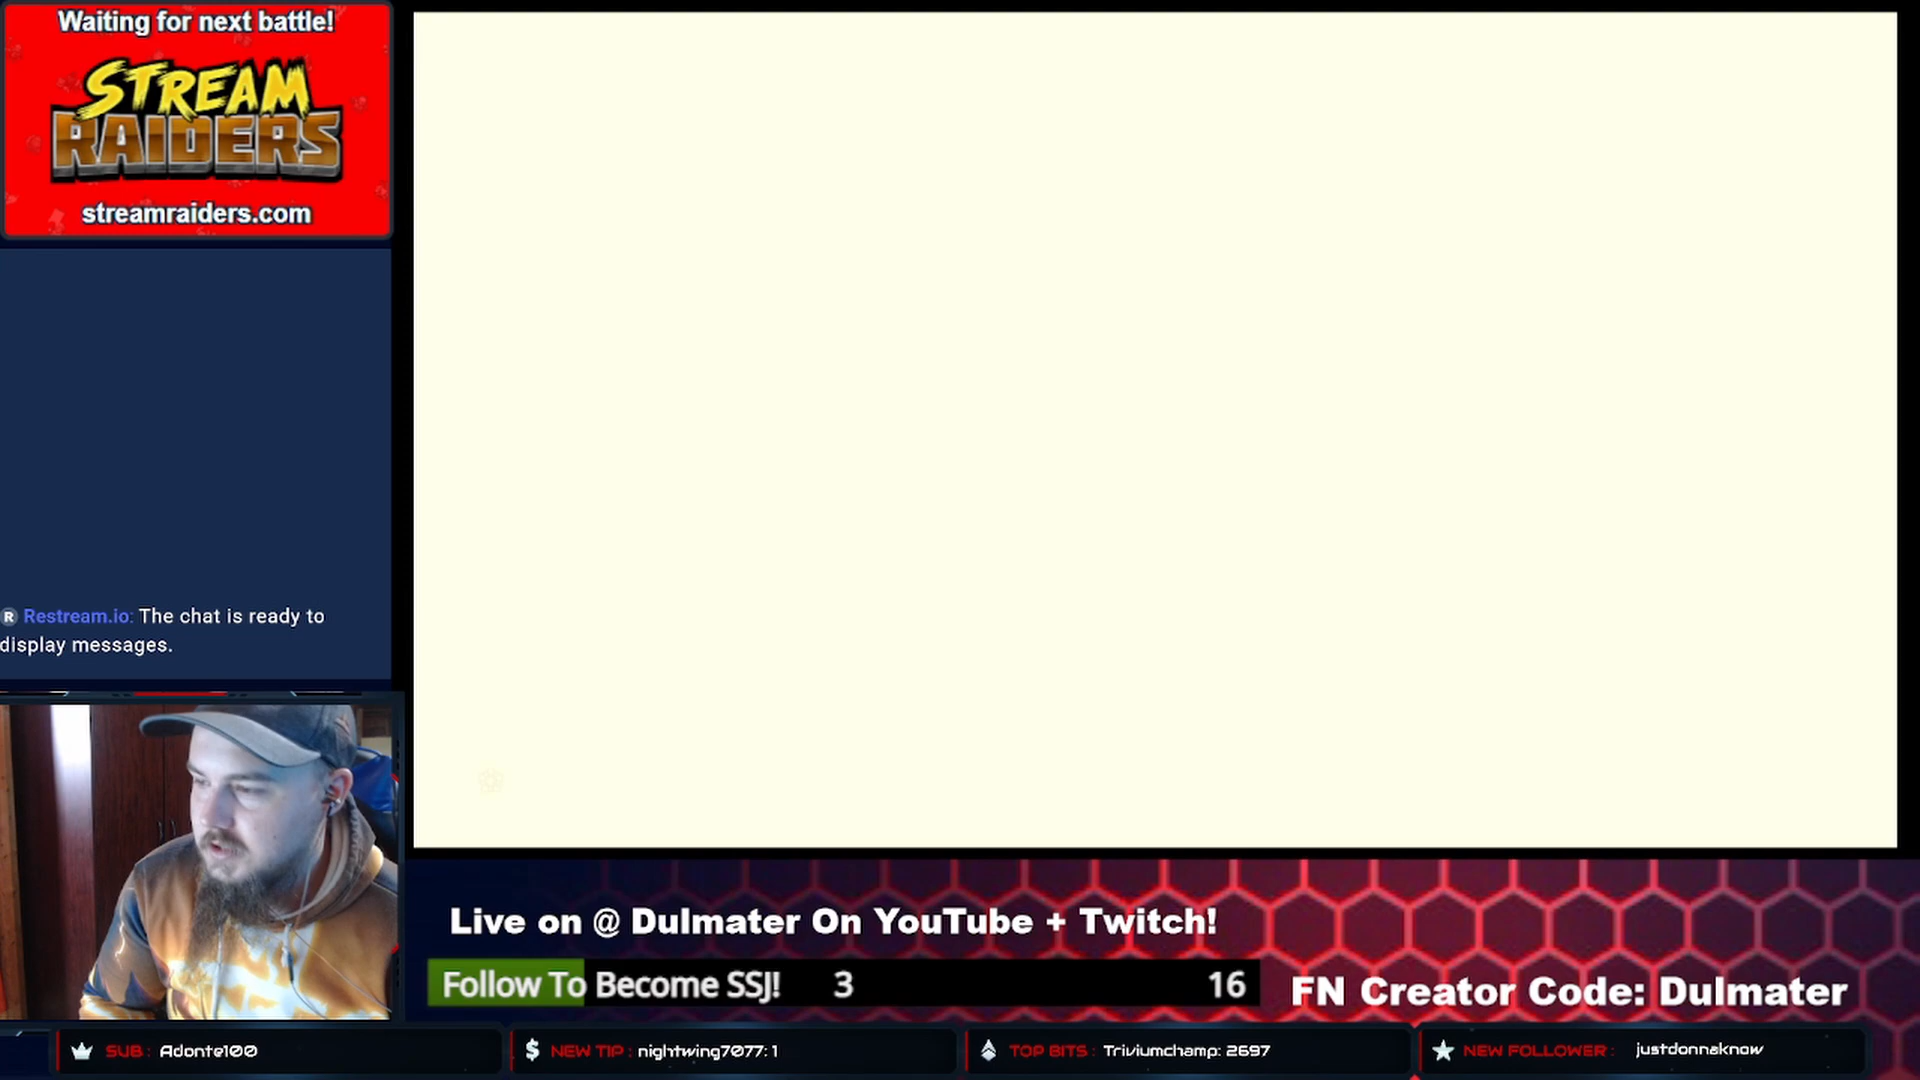 Waiting for next battle!
STREAM
RAIDERS
streamraiders.com
R Restream.io: The chat is ready to
display messages.
Live on @ Dulmater On YouTube + Twitch!
Follow To Become SSJ! 3 16
FN Creator Code: Dulmater
SUB : Adonte100
NEW TIP : nightwing7077: 1
TOP BITS : Triviumchamp: 2697
NEW FOLLOWER : justdonnaknow